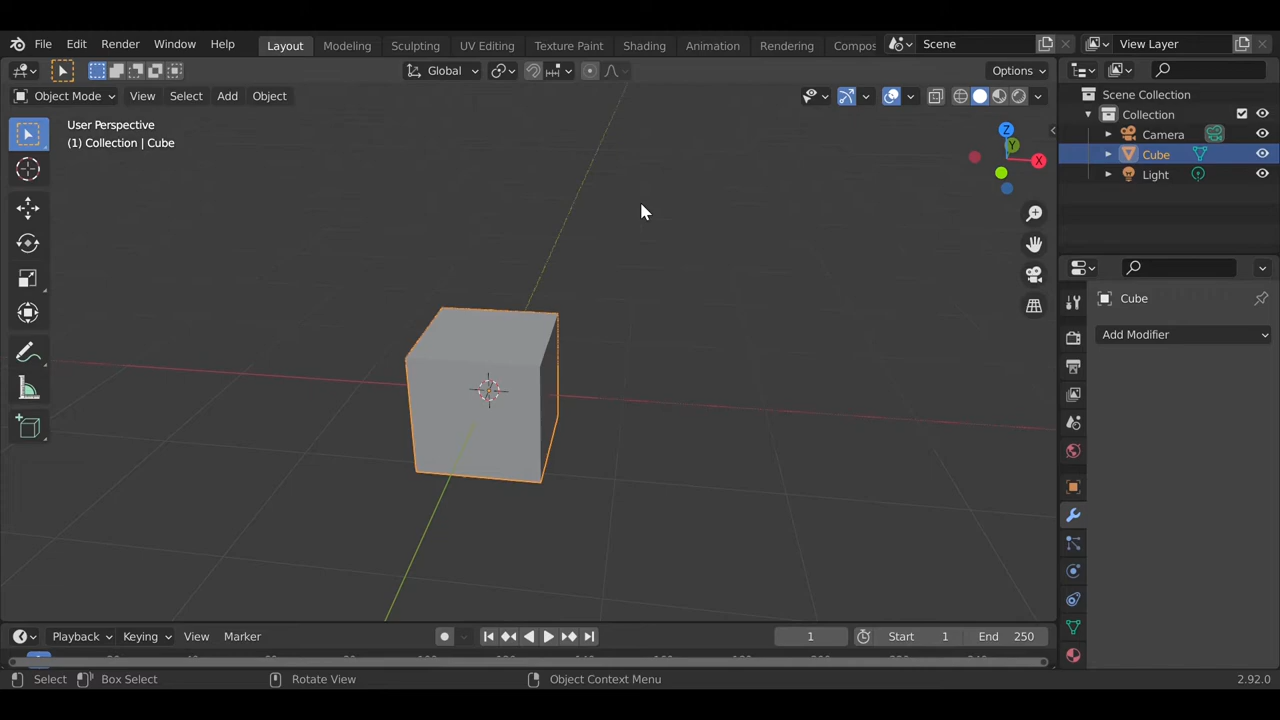 File Edit Render Window Help Layout Modeling Sculpting UV Editing Texture Paint Shading Animation Rendering Compos Scene View Layer
Global Options
Object Mode View Select Add Object
User Perspective
(1) Collection | Cube
Z
Y
X
Scene Collection
Collection
Camera
Cube
Light
Cube
Add Modifier
Playback Keying View Marker 1 Start 1 End 250
Select Box Select Rotate View Object Context Menu 2.92.0